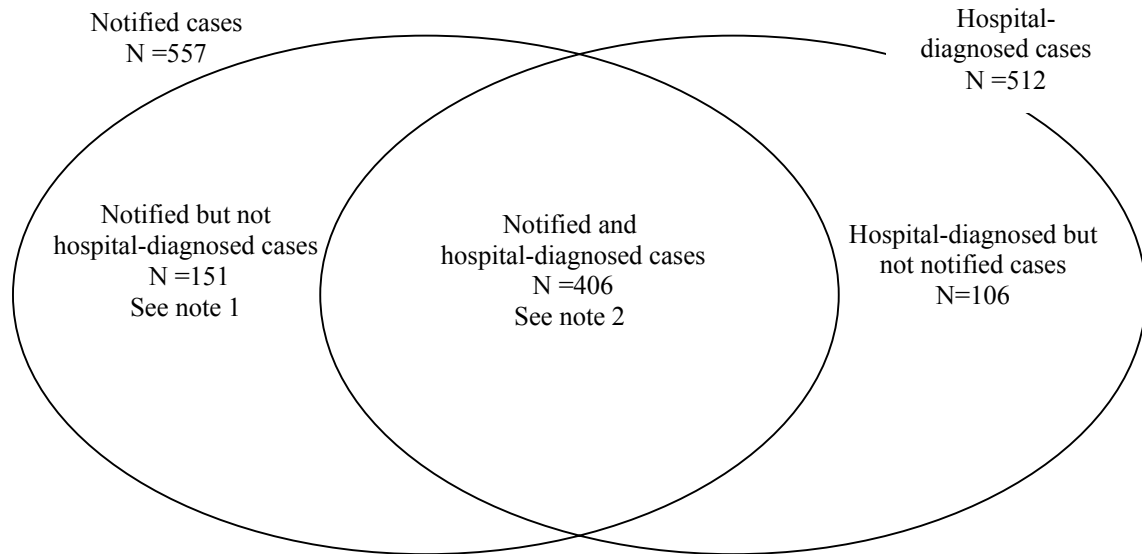 Notified cases
N =557
Hospital-
diagnosed cases
N =512
Notified but not
hospital-diagnosed cases
N =151
See note 1
Notified and
hospital-diagnosed cases
N =406
See note 2
Hospital-diagnosed but
not notified cases
N=106